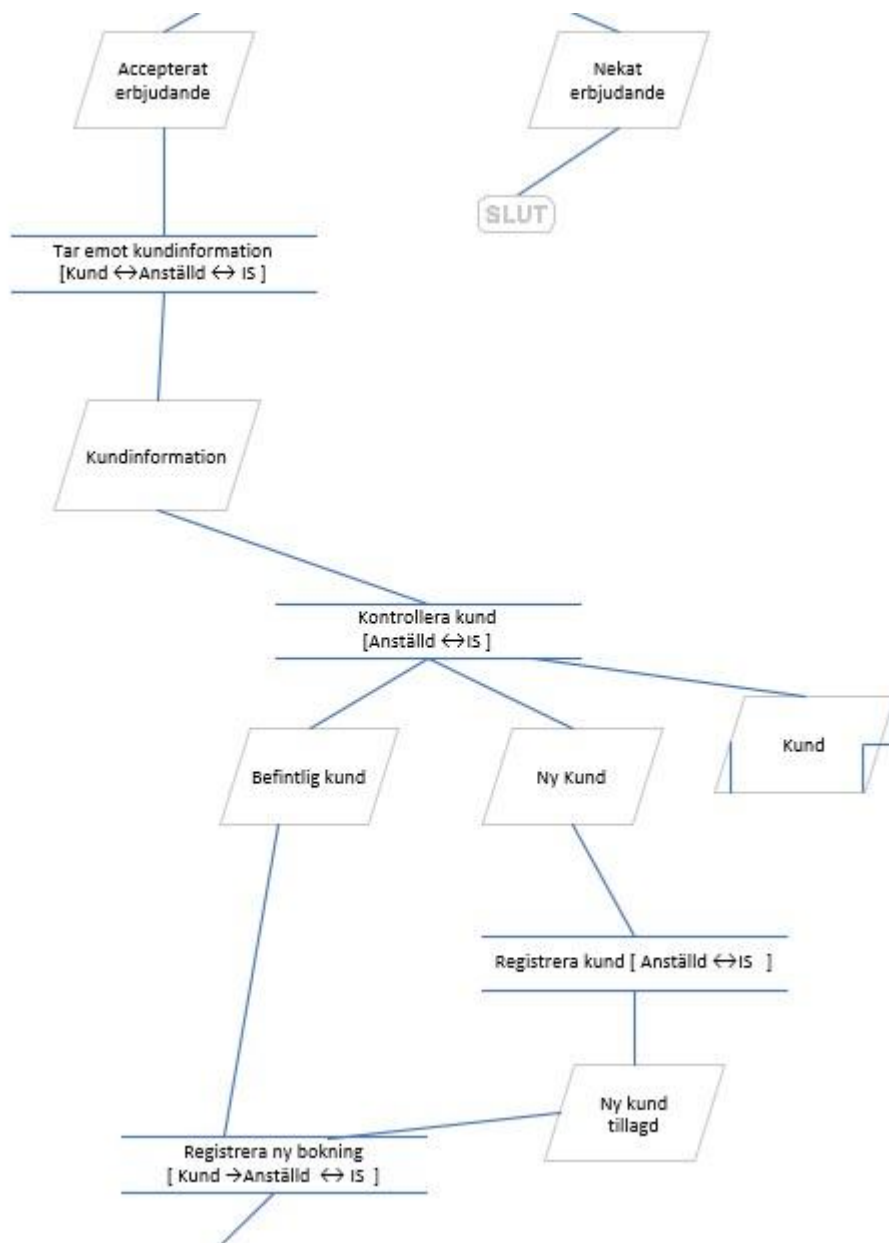 Accepterat
erbjudande
Nekat
erbjudande
SLUT
Tar emot kundinformation
[Kund ↔Anställd ↔ IS ]
Kundinformation
Kontrollera kund
[Anställd ↔IS ]
Befintlig kund
Ny Kund
Kund
Registrera kund [ Anställd ↔IS ]
Ny kund
tillagd
Registrera ny bokning
[ Kund →Anställd ↔ IS ]